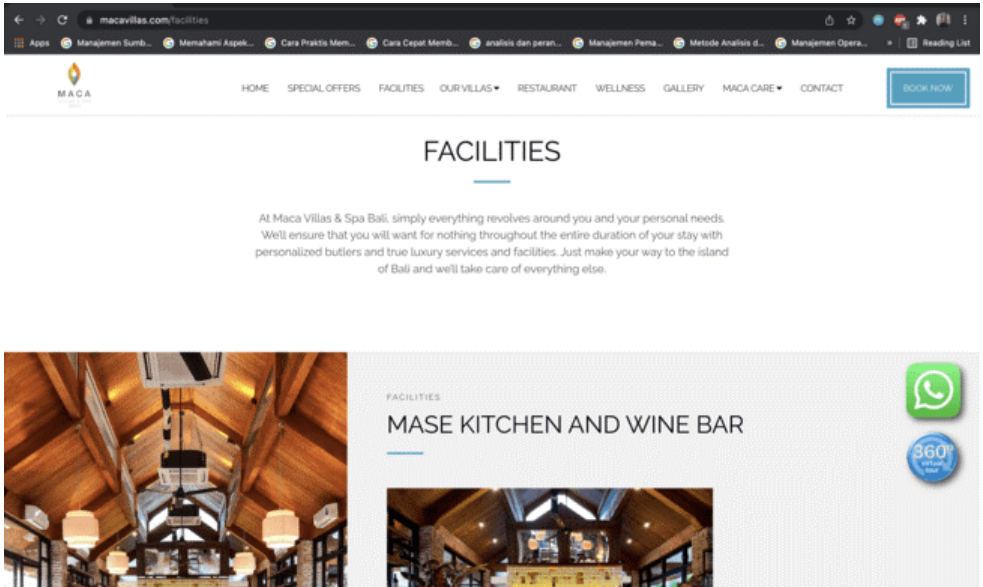 macavillas.com/facilities
Apps Manajemen Sumb... Memahami Aspek... Cara Praktis Mem... Cara Cepat Memb... analisis dan peran... Manajemen Pema... Metode Analisis d... Manajemen Opera... » Reading List
MACA
HOME SPECIAL OFFERS FACILITIES OUR VILLAS RESTAURANT WELLNESS GALLERY MACA CARE CONTACT BOOK NOW
FACILITIES
At Maca Villas & Spa Bali, simply everything revolves around you and your personal needs.
We'll ensure that you will want for nothing throughout the entire duration of your stay with
personalized butlers and true luxury services and facilities. Just make your way to the island
of Bali and we'll take care of everything else.
FACILITIES
MASE KITCHEN AND WINE BAR
360°
virtual
tour